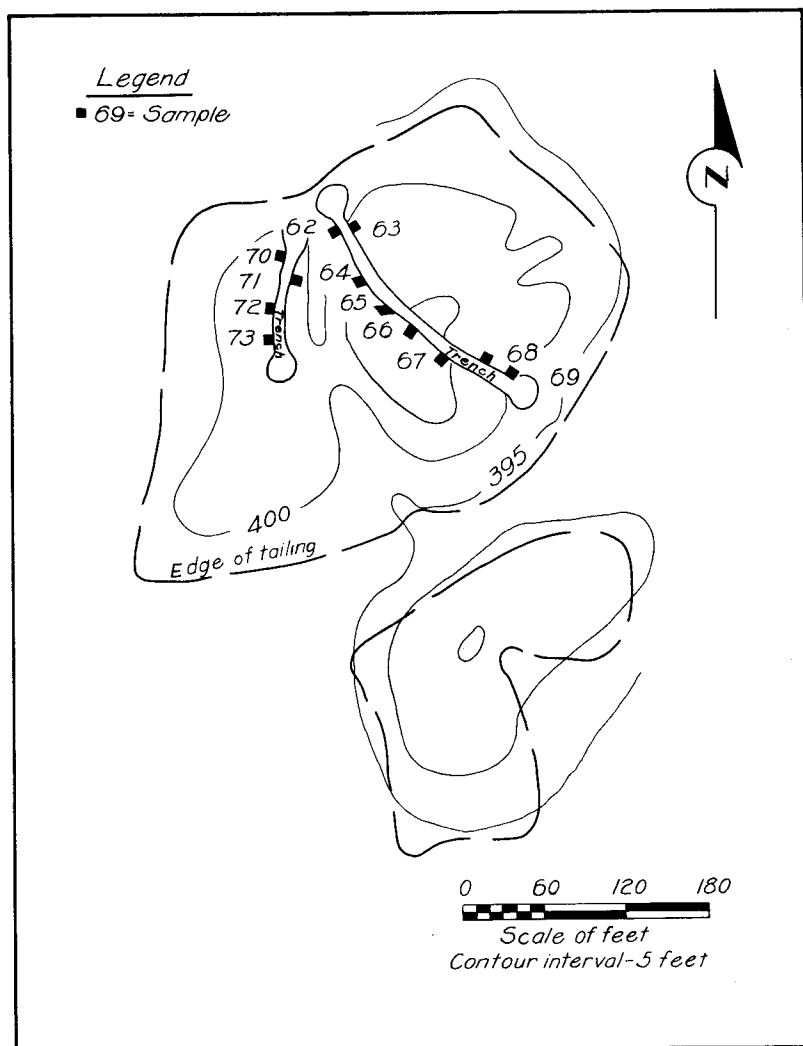 Legend
69= Sample
N
62
63
70
71
64
72
65
73
66
67
68
69
Trench
Trench
395
400
Edge of tailing
0 60 120 180
Scale of feet
Contour interval-5 feet